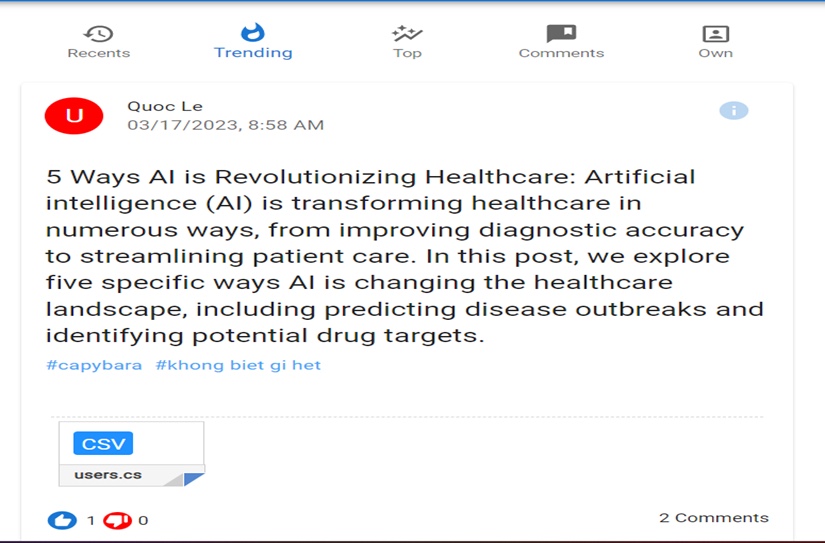 Recents Trending Top Comments Own
U
Quoc Le
03/17/2023, 8:58 AM
5 Ways AI is Revolutionizing Healthcare: Artificial
intelligence (AI) is transforming healthcare in
numerous ways, from improving diagnostic accuracy
to streamlining patient care. In this post, we explore
five specific ways AI is changing the healthcare
landscape, including predicting disease outbreaks and
identifying potential drug targets.
#capybara #khong biet gi het
CSV
users.cs
1 0 2 Comments